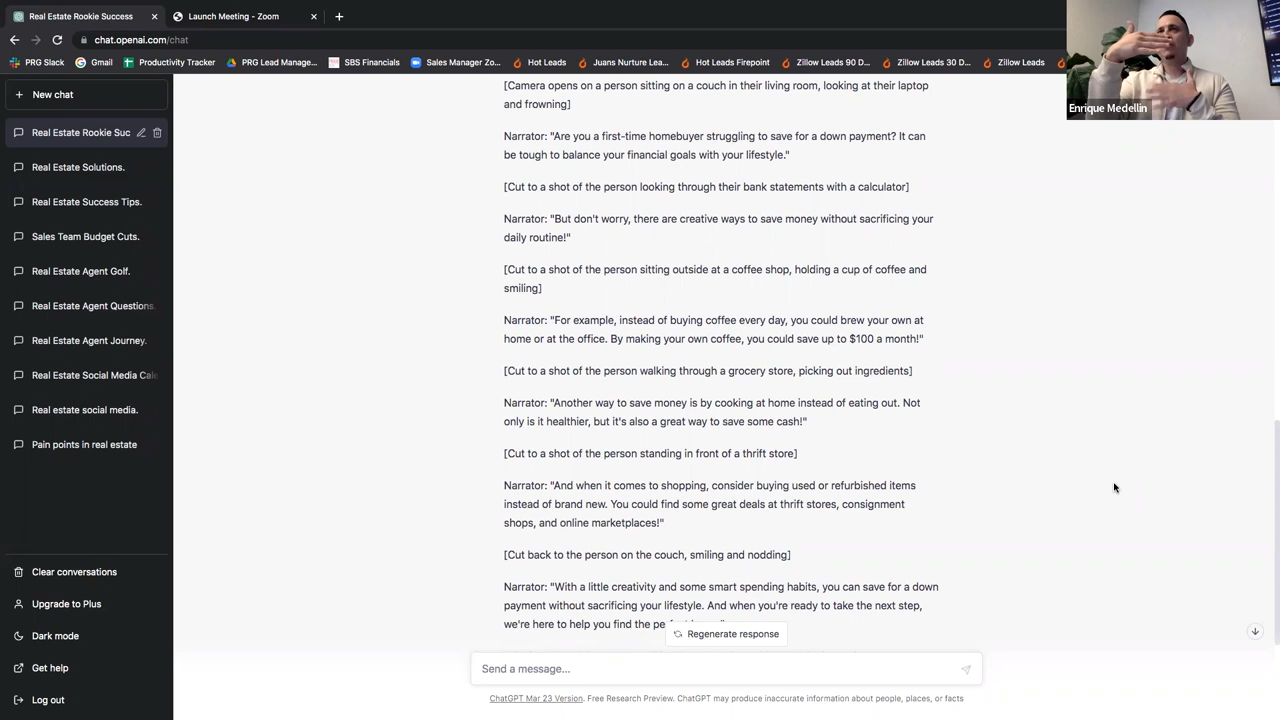 Real Estate Rookie Success
Launch Meeting - Zoom
chat.openai.com/chat
PRG Slack
Gmail
Productivity Tracker
PRG Lead Manage...
SBS Financials
Sales Manager Zo...
Hot Leads
Juans Nurture Lea...
Hot Leads Firepoint
Zillow Leads 90 D...
Zillow Leads 30 D...
Zillow Leads
Enrique Medellin
New chat
Real Estate Rookie Suc
Real Estate Solutions.
Real Estate Success Tips.
Sales Team Budget Cuts.
Real Estate Agent Golf.
Real Estate Agent Questions.
Real Estate Agent Journey.
Real Estate Social Media Cale
Real estate social media.
Pain points in real estate
Clear conversations
Upgrade to Plus
Dark mode
Get help
Log out
[Camera opens on a person sitting on a couch in their living room, looking at their laptop
and frowning]
Narrator: "Are you a first-time homebuyer struggling to save for a down payment? It can
be tough to balance your financial goals with your lifestyle."
[Cut to a shot of the person looking through their bank statements with a calculator]
Narrator: "But don't worry, there are creative ways to save money without sacrificing your
daily routine!"
[Cut to a shot of the person sitting outside at a coffee shop, holding a cup of coffee and
smiling]
Narrator: "For example, instead of buying coffee every day, you could brew your own at
home or at the office. By making your own coffee, you could save up to $100 a month!"
[Cut to a shot of the person walking through a grocery store, picking out ingredients]
Narrator: "Another way to save money is by cooking at home instead of eating out. Not
only is it healthier, but it's also a great way to save some cash!"
[Cut to a shot of the person standing in front of a thrift store]
Narrator: "And when it comes to shopping, consider buying used or refurbished items
instead of brand new. You could find some great deals at thrift stores, consignment
shops, and online marketplaces!"
[Cut back to the person on the couch, smiling and nodding]
Narrator: "With a little creativity and some smart spending habits, you can save for a down
payment without sacrificing your lifestyle. And when you're ready to take the next step,
we're here to help you find the
Regenerate response
Send a message...
ChatGPT Mar 23 Version. Free Research Preview. ChatGPT may produce inaccurate information about people, places, or facts